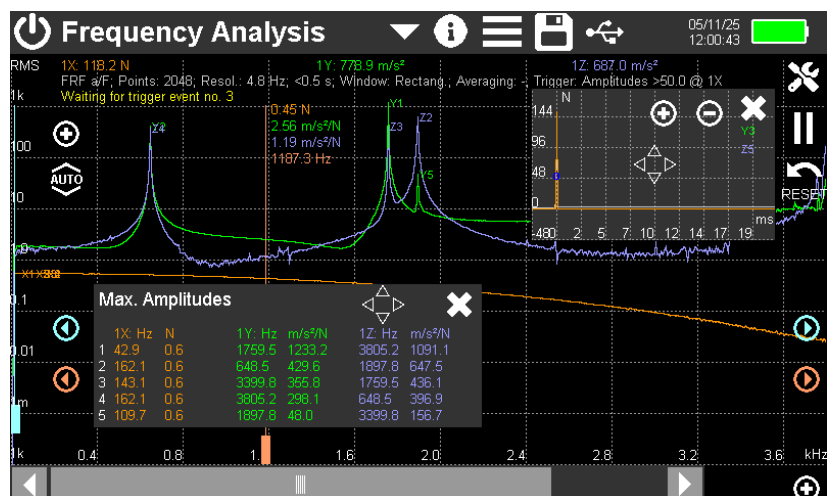 Frequency Analysis
i
05/11/25
12:00:43
RMS 1X: 118.2 N 1Y: 778.9 m/s² 1Z: 687.0 m/s²
FRF a/F; Points: 2048; Resol.: 4.8 Hz; <0.5 s; Window: Rectang.; Averaging: -; Trigger: Amplitudes >50.0 @ 1X
Waiting for trigger event no. 3
0.45 N
2.56 m/s²/N
1.19 m/s²/N
1187.3 Hz
Y1
Z3
Z2
Y5
Z4
N
144
96
48
0
-48
0 2 5 7 10 12 14 17 19
ms
Y3
Z5
AUTO
RESET
1k
100
10
0.1
0.01
Max. Amplitudes
1X: Hz N 1Y: Hz m/s²/N 1Z: Hz m/s²/N
1 42.9 0.6 1759.5 1233.2 3805.2 1091.1
2 162.1 0.6 648.5 429.6 1897.8 647.5
3 143.1 0.6 3399.8 355.8 1759.5 436.1
4 162.1 0.6 3805.2 298.1 648.5 396.9
5 109.7 0.6 1897.8 48.0 3399.8 156.7
0.4 0.8 1. 1.6 2.0 2.4 2.8 3.2 3.6 kHz